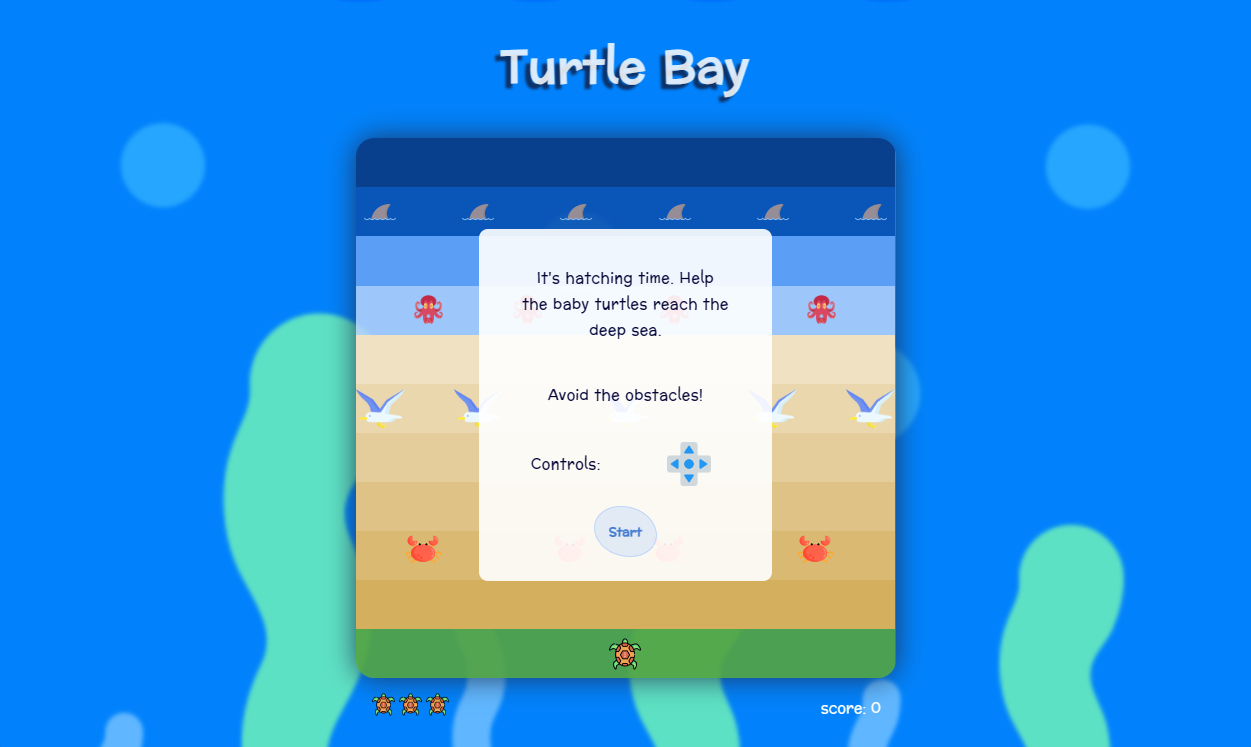 Turtle Bay
It's hatching time. Help
the baby turtles reach the
deep sea.
Avoid the obstacles!
Controls:
Start
score: 0